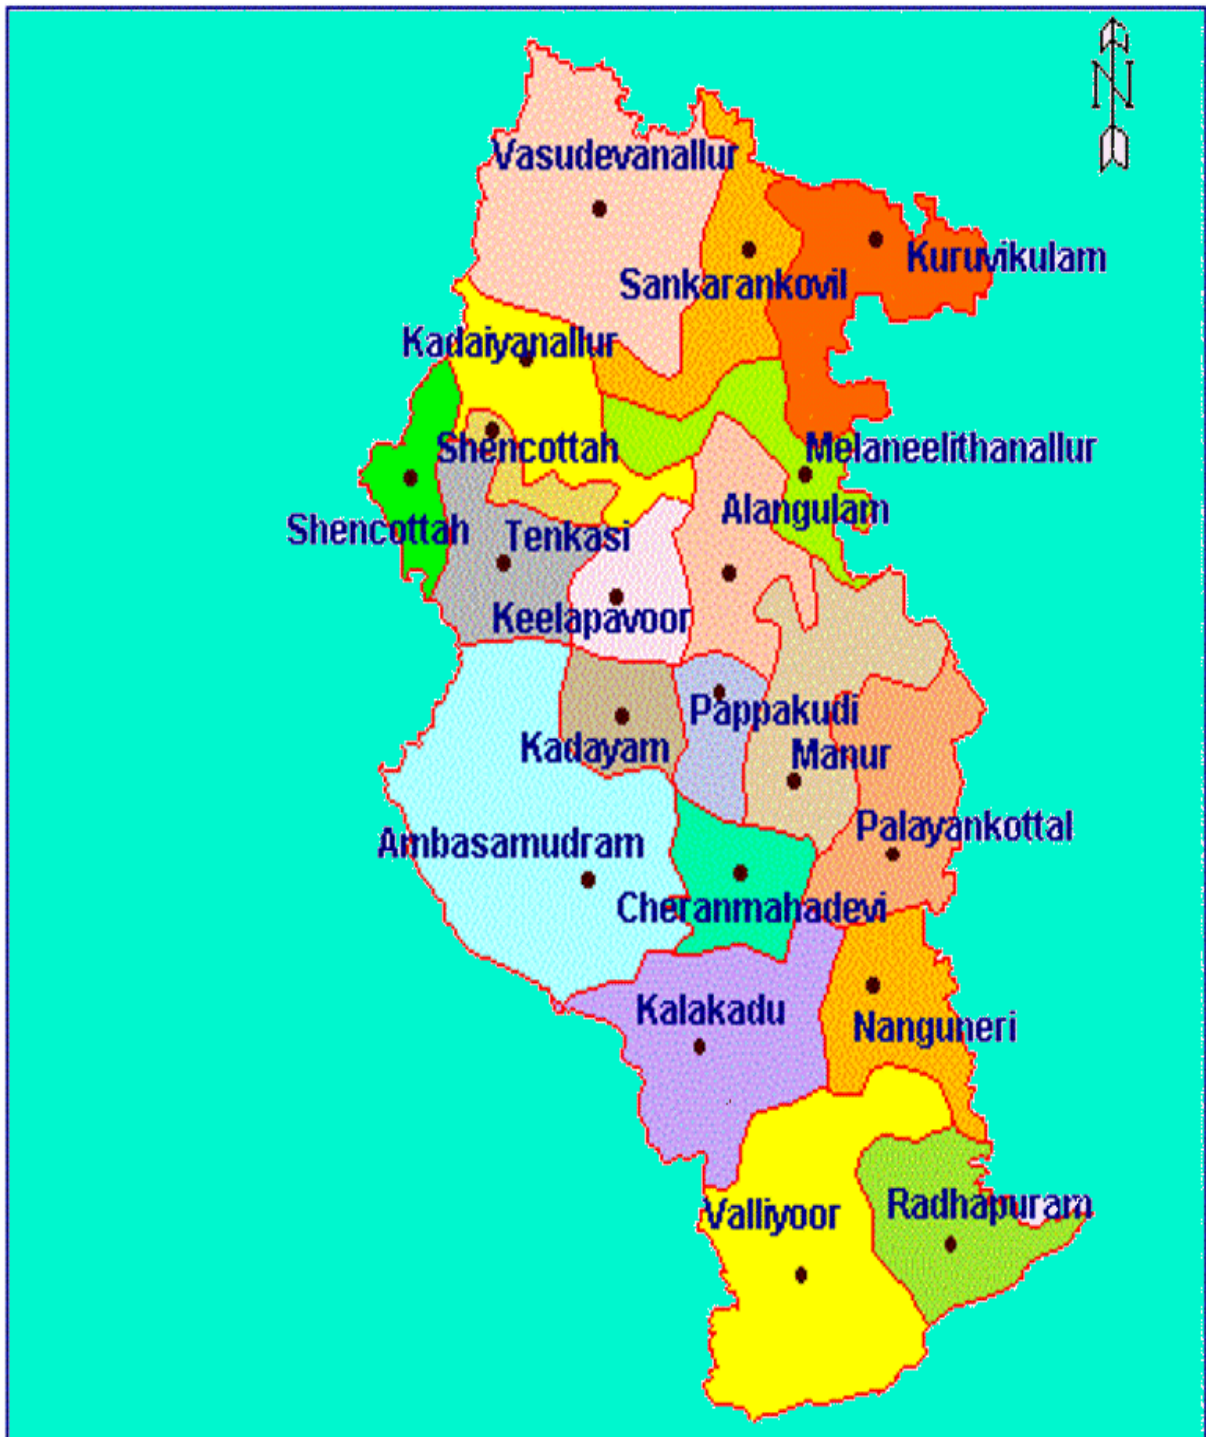 N
Vasudevanallur
Kuruvikulam
Sankarankovil
Kadaiyanallur
Shencottah
Melaneelithanallur
Alangulam
Shencottah
Tenkasi
Keelapavoor
Pappakudi
Kadayam
Manur
Palayankottal
Ambasamudram
Cheranmahadevi
Kalakadu
Nanguneri
Radhapuram
Valliyoor